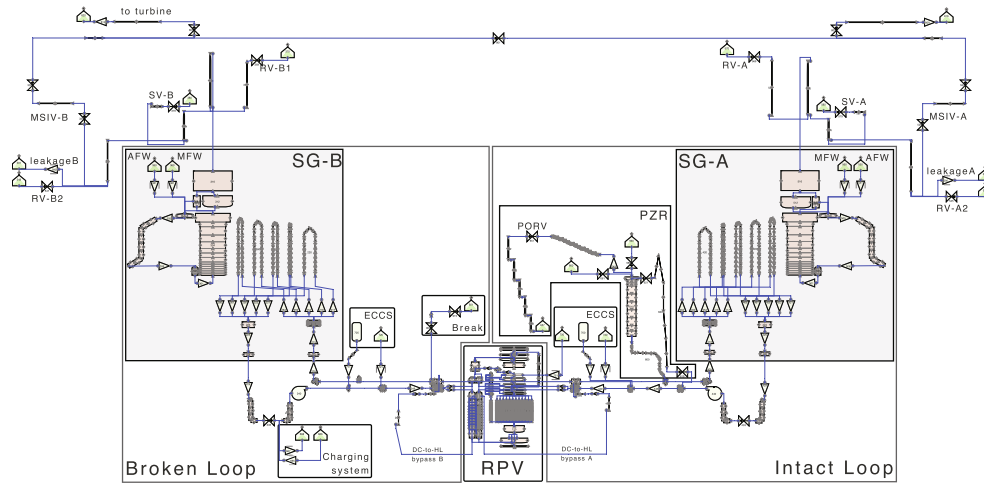 to turbine
RV-B1
RV-A
SV-B
SV-A
MSIV-B
MSIV-A
leakageB
RV-B2
leakageA
RV-A2
AFW
MFW
SG-B
SG-A
MFW
AFW
PZR
PORV
ECCS
Break
ECCS
DC-to-HL
bypass B
DC-to-HL
bypass A
Charging
system
Broken Loop
RPV
Intact Loop